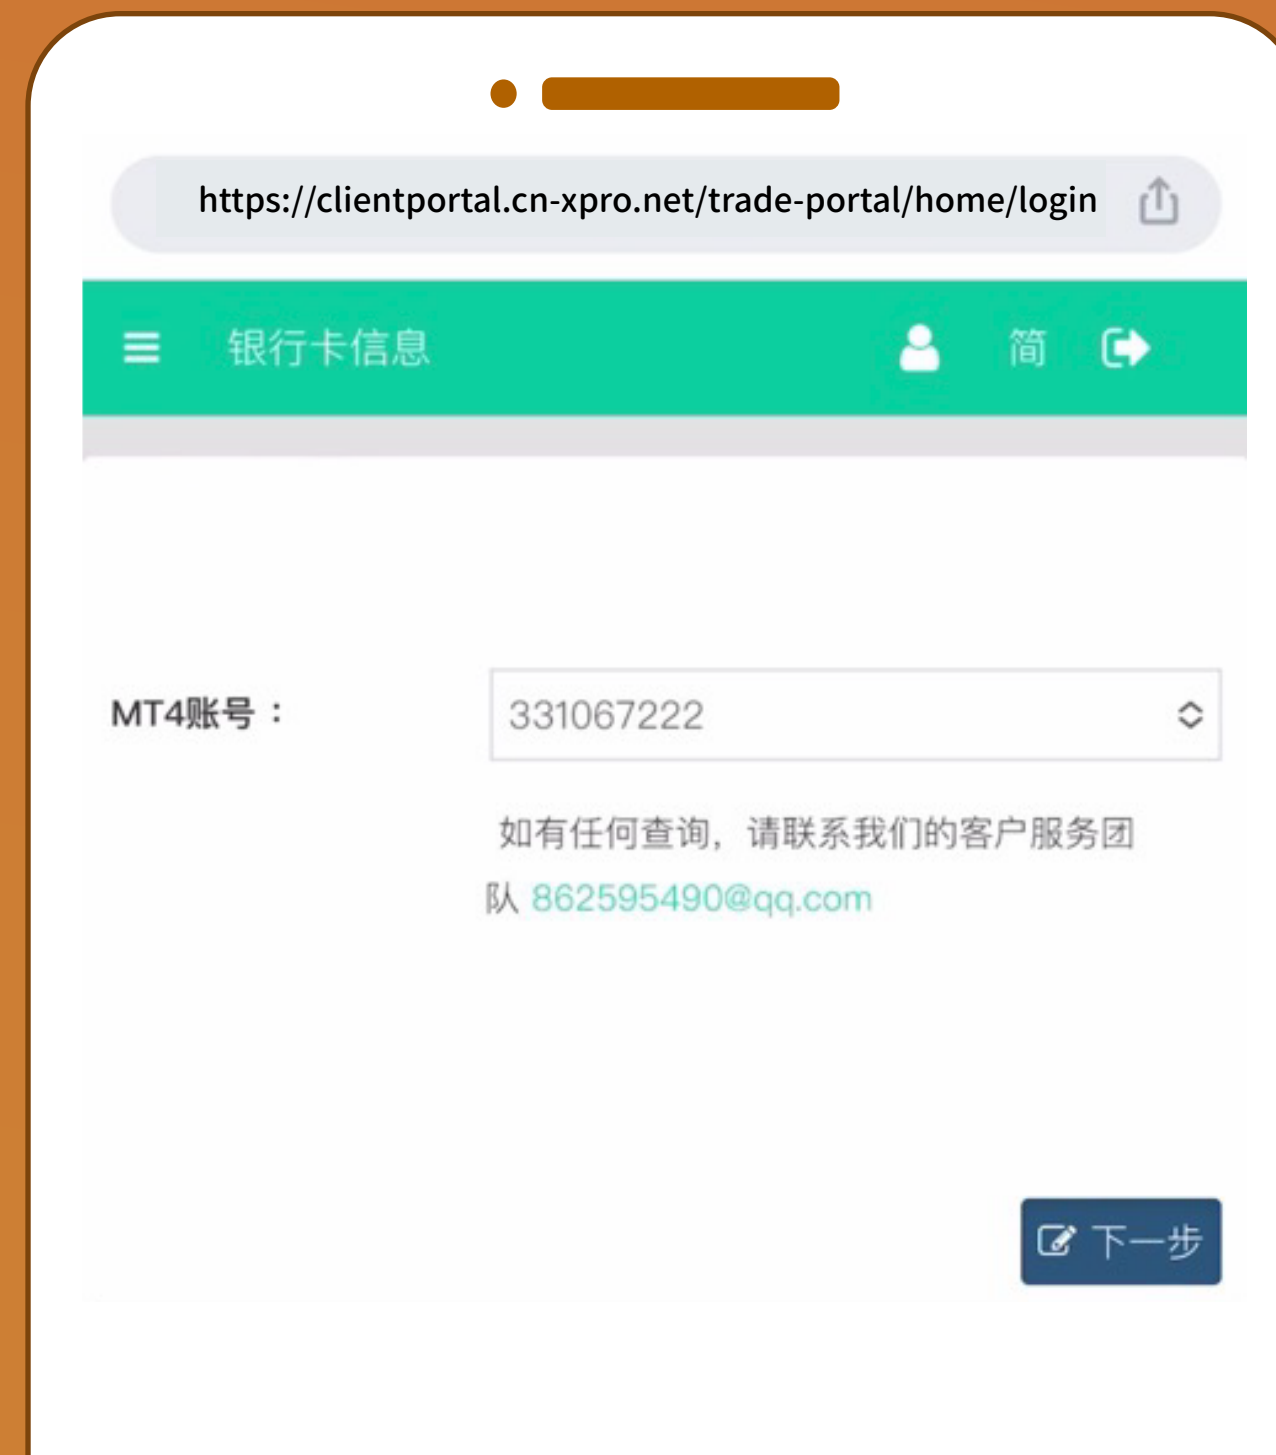 https://clientportal.cn-xpro.net/trade-portal/home/login
银行卡信息 简
MT4账号： 331067222
如有任何查询，请联系我们的客户服务团
队 862595490@qq.com
下一步